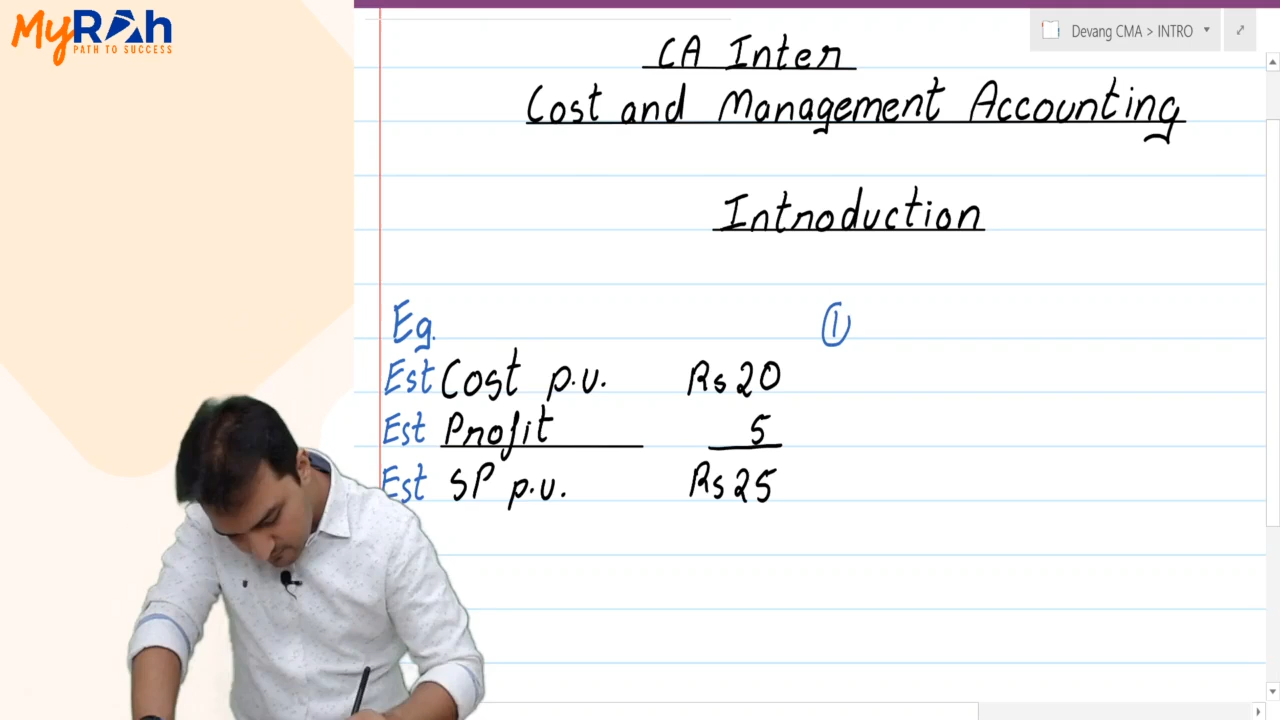 MyRAh
PATH TO SUCCESS
Devang CMA > INTRO
CA Inter
Cost and Management Accounting
Introduction
Eg. ①
Est Cost p.u. Rs 20
Est Profit 5
Est SP p.u. Rs 25